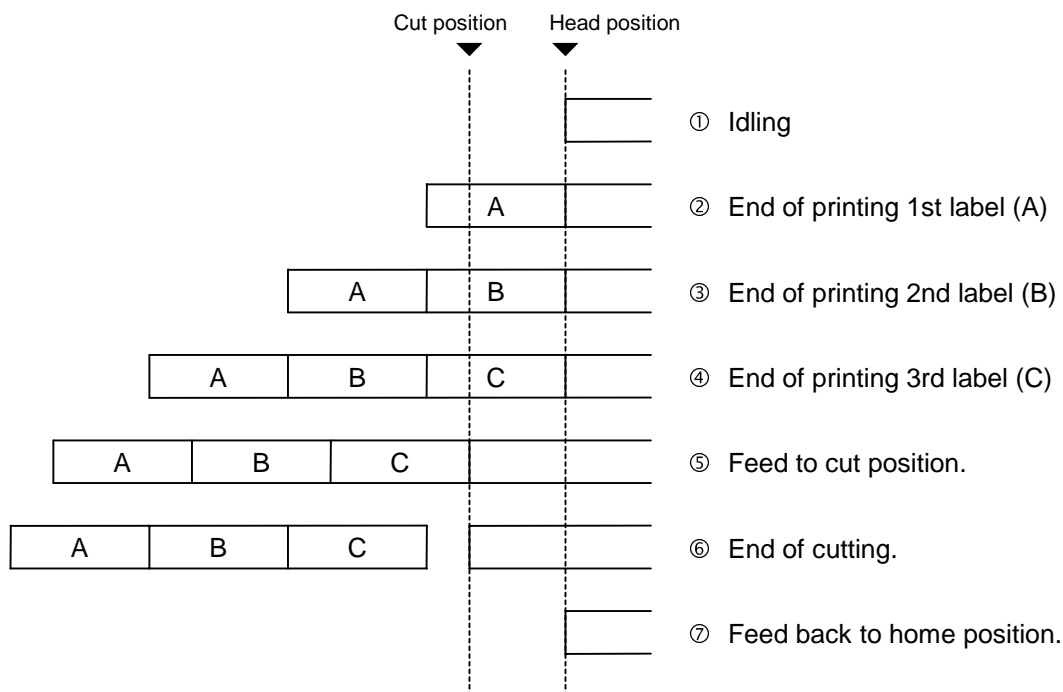 Cut position Head position
① Idling
A ② End of printing 1st label (A)
A B ③ End of printing 2nd label (B)
A B C ④ End of printing 3rd label (C)
A B C ⑤ Feed to cut position.
A B C ⑥ End of cutting.
⑦ Feed back to home position.